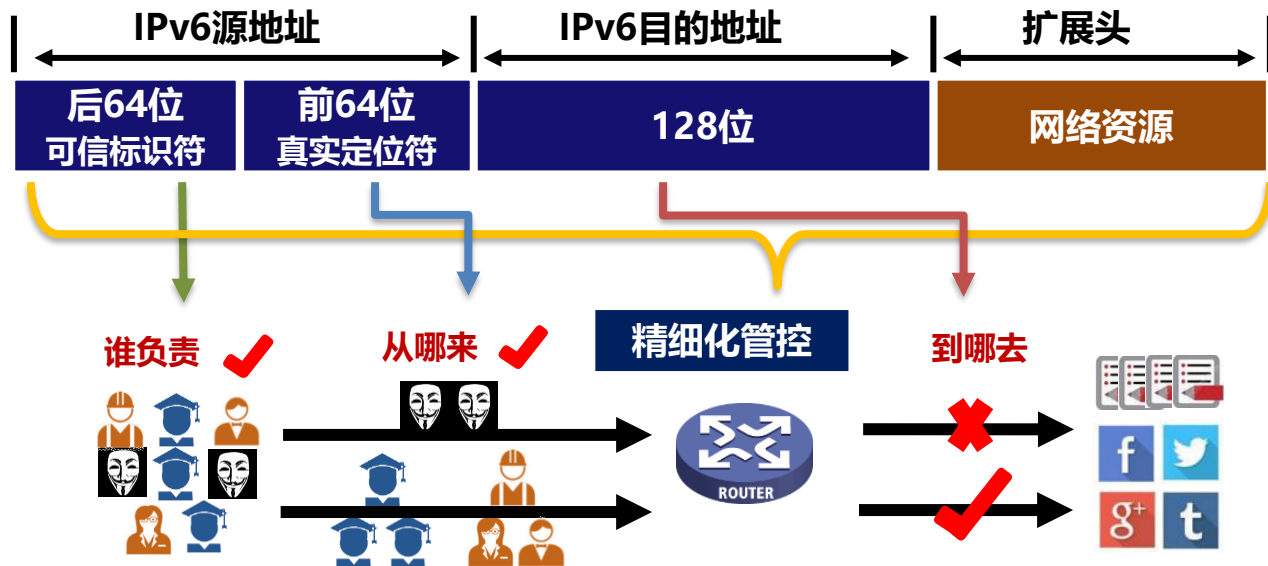 IPv6源地址
IPv6目的地址
扩展头
后64位
可信标识符
前64位
真实定位符
128位
网络资源
谁负责
从哪来
精细化管控
到哪去
ROUTER
f
g+
t